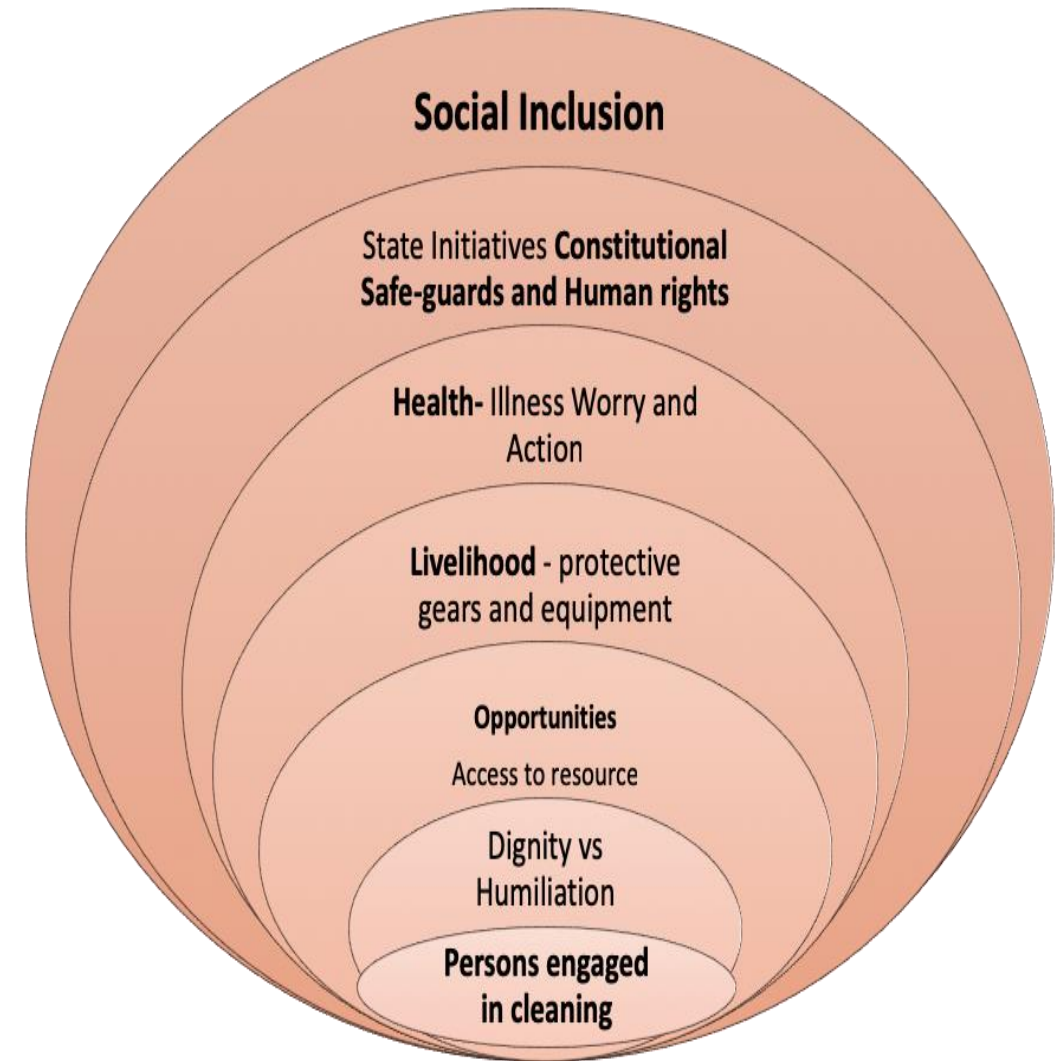 Social Inclusion
State Initiatives Constitutional
Safe-guards and Human rights
Health- Illness Worry and
Action
Livelihood - protective
gears and equipment
Opportunities
Access to resource
Dignity vs
Humiliation
Persons engaged
in cleaning